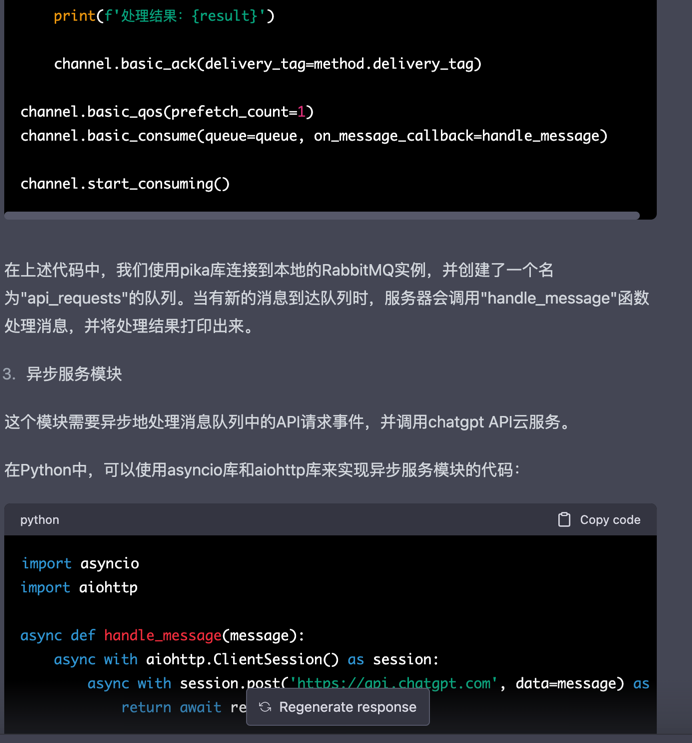 print(f'处理结果：{result}')
channel.basic_ack(delivery_tag=method.delivery_tag)
channel.basic_qos(prefetch_count=1)
channel.basic_consume(queue=queue, on_message_callback=handle_message)
channel.start_consuming()
在上述代码中，我们使用pika库连接到本地的RabbitMQ实例，并创建了一个名
为"api_requests"的队列。当有新的消息到达队列时，服务器会调用"handle_message"函数
处理消息，并将处理结果打印出来。
3. 异步服务模块
这个模块需要异步地处理消息队列中的API请求事件，并调用chatgpt API云服务。
在Python中，可以使用asyncio库和aiohttp库来实现异步服务模块的代码：
python Copy code
import asyncio
import aiohttp
async def handle_message(message):
async with aiohttp.ClientSession() as session:
async with session.post('https://api.chatgpt.com', data=message) as
return await re
Regenerate response